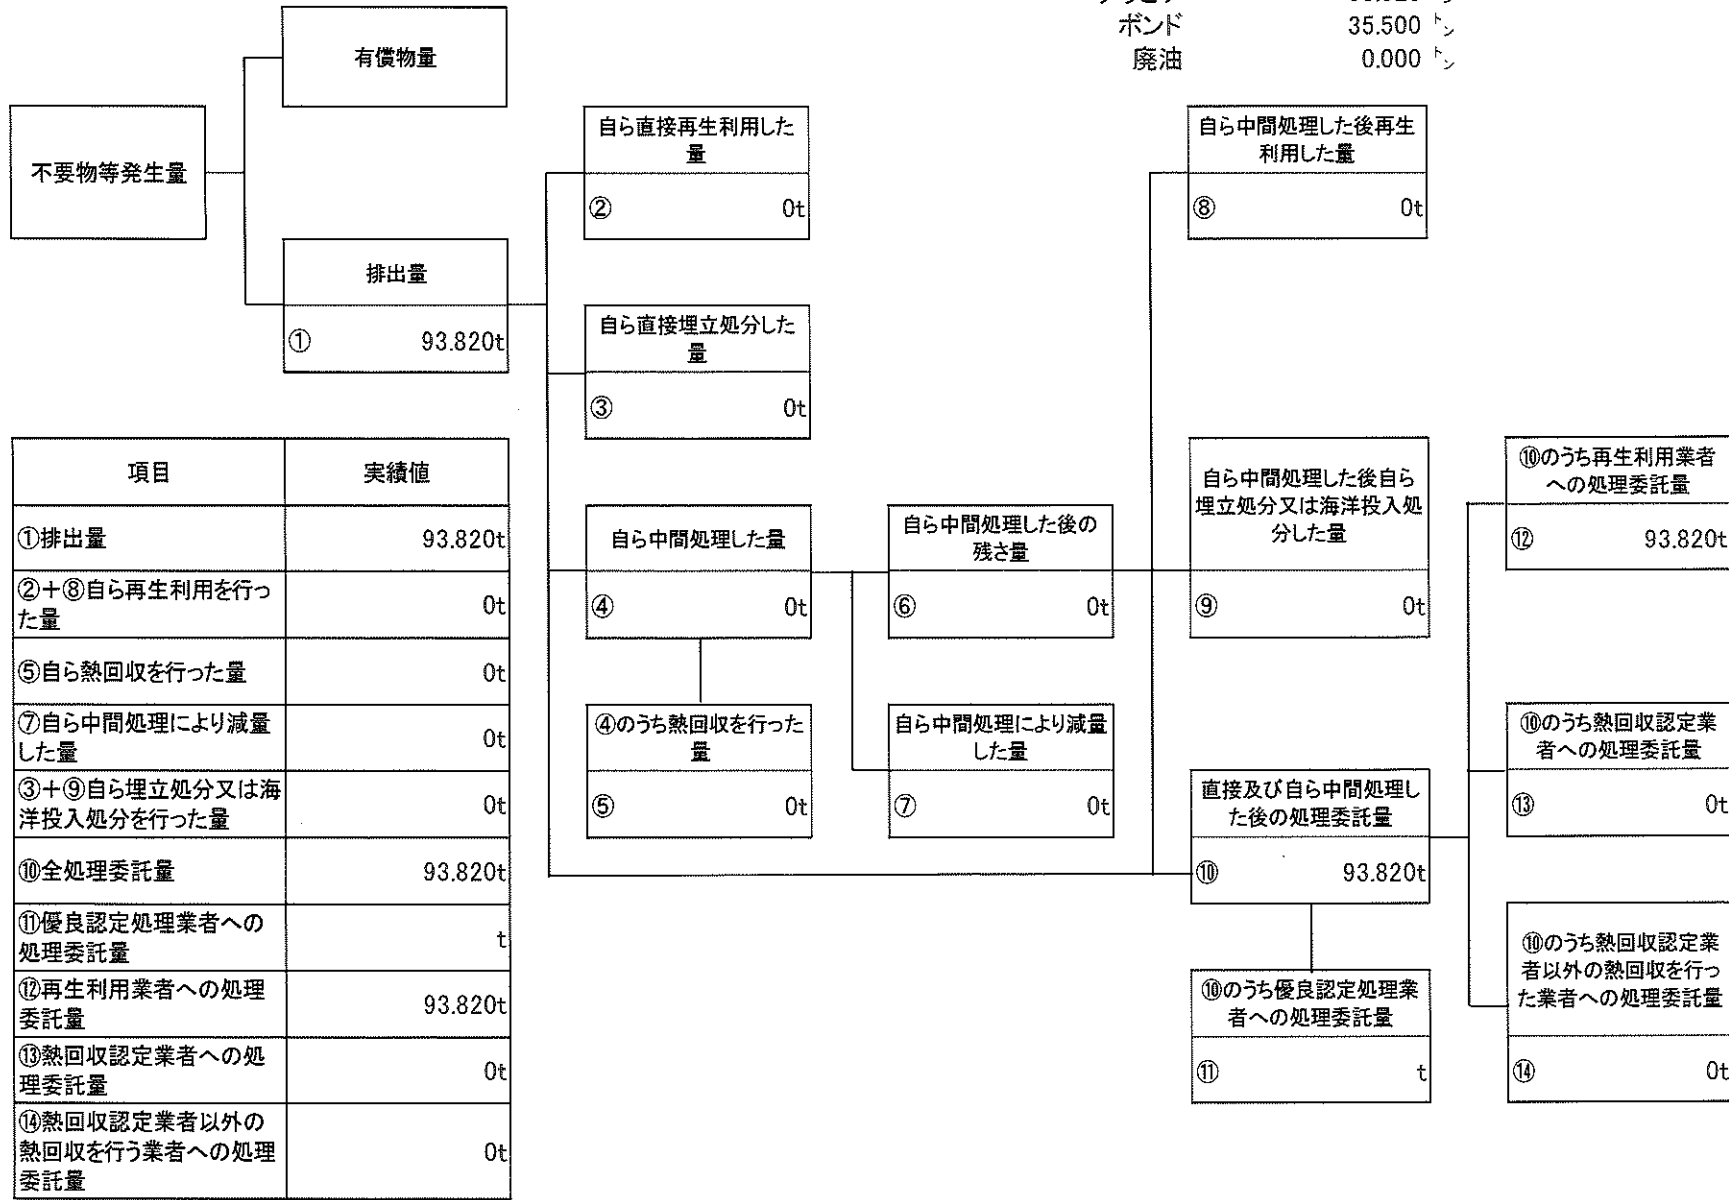 ボンド 35.500 トン
廃油 0.000 トン
有償物量
不要物等発生量
排出量
① 93.820t
自ら直接再生利用した
量
② 0t
自ら直接埋立処分した
量
③ 0t
自ら中間処理した量
④ 0t
④のうち熱回収を行った
量
⑤ 0t
自ら中間処理した後の
残さ量
⑥ 0t
自ら中間処理により減量
した量
⑦ 0t
自ら中間処理した後再生
利用した量
⑧ 0t
自ら中間処理した後自ら
埋立処分又は海洋投入処
分した量
⑨ 0t
直接及び自ら中間処理し
た後の処理委託量
⑩ 93.820t
⑩のうち優良認定処理業
者への処理委託量
⑪ t
⑩のうち再生利用業者
への処理委託量
⑫ 93.820t
⑩のうち熱回収認定業
者への処理委託量
⑬ 0t
⑩のうち熱回収認定業
者以外の熱回収を行っ
た業者への処理委託量
⑭ 0t
項目 実績値
①排出量 93.820t
②+⑧自ら再生利用を行っ
た量 0t
⑤自ら熱回収を行った量 0t
⑦自ら中間処理により減量
した量 0t
③+⑨自ら埋立処分又は海
洋投入処分を行った量 0t
⑩全処理委託量 93.820t
⑪優良認定処理業者への
処理委託量 t
⑫再生利用業者への処理
委託量 93.820t
⑬熱回収認定業者への処
理委託量 0t
⑭熱回収認定業者以外の
熱回収を行う業者への処理
委託量 0t